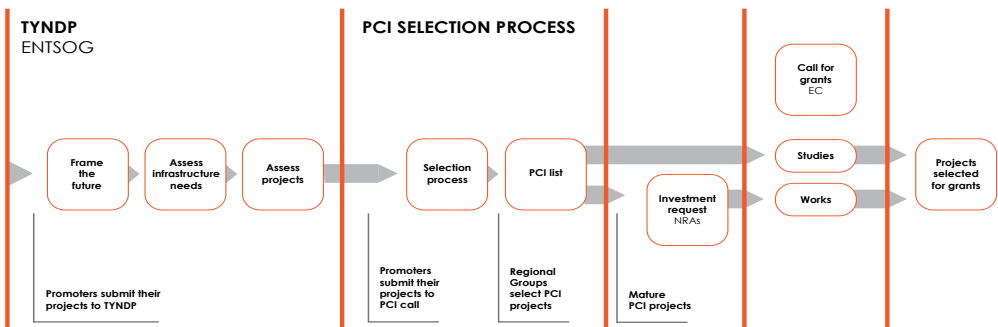 TYNDP
ENTSOG
PCI SELECTION PROCESS
Call for
grants
EC
Frame
the
future
Assess
infrastructure
needs
Assess
projects
Selection
process
PCI list
Studies
Works
Investment
request
NRAs
Projects
selected
for grants
Promoters submit their
projects to TYNDP
Promoters
submit their
projects to
PCI call
Regional
Groups
select PCI
projects
Mature
PCI projects